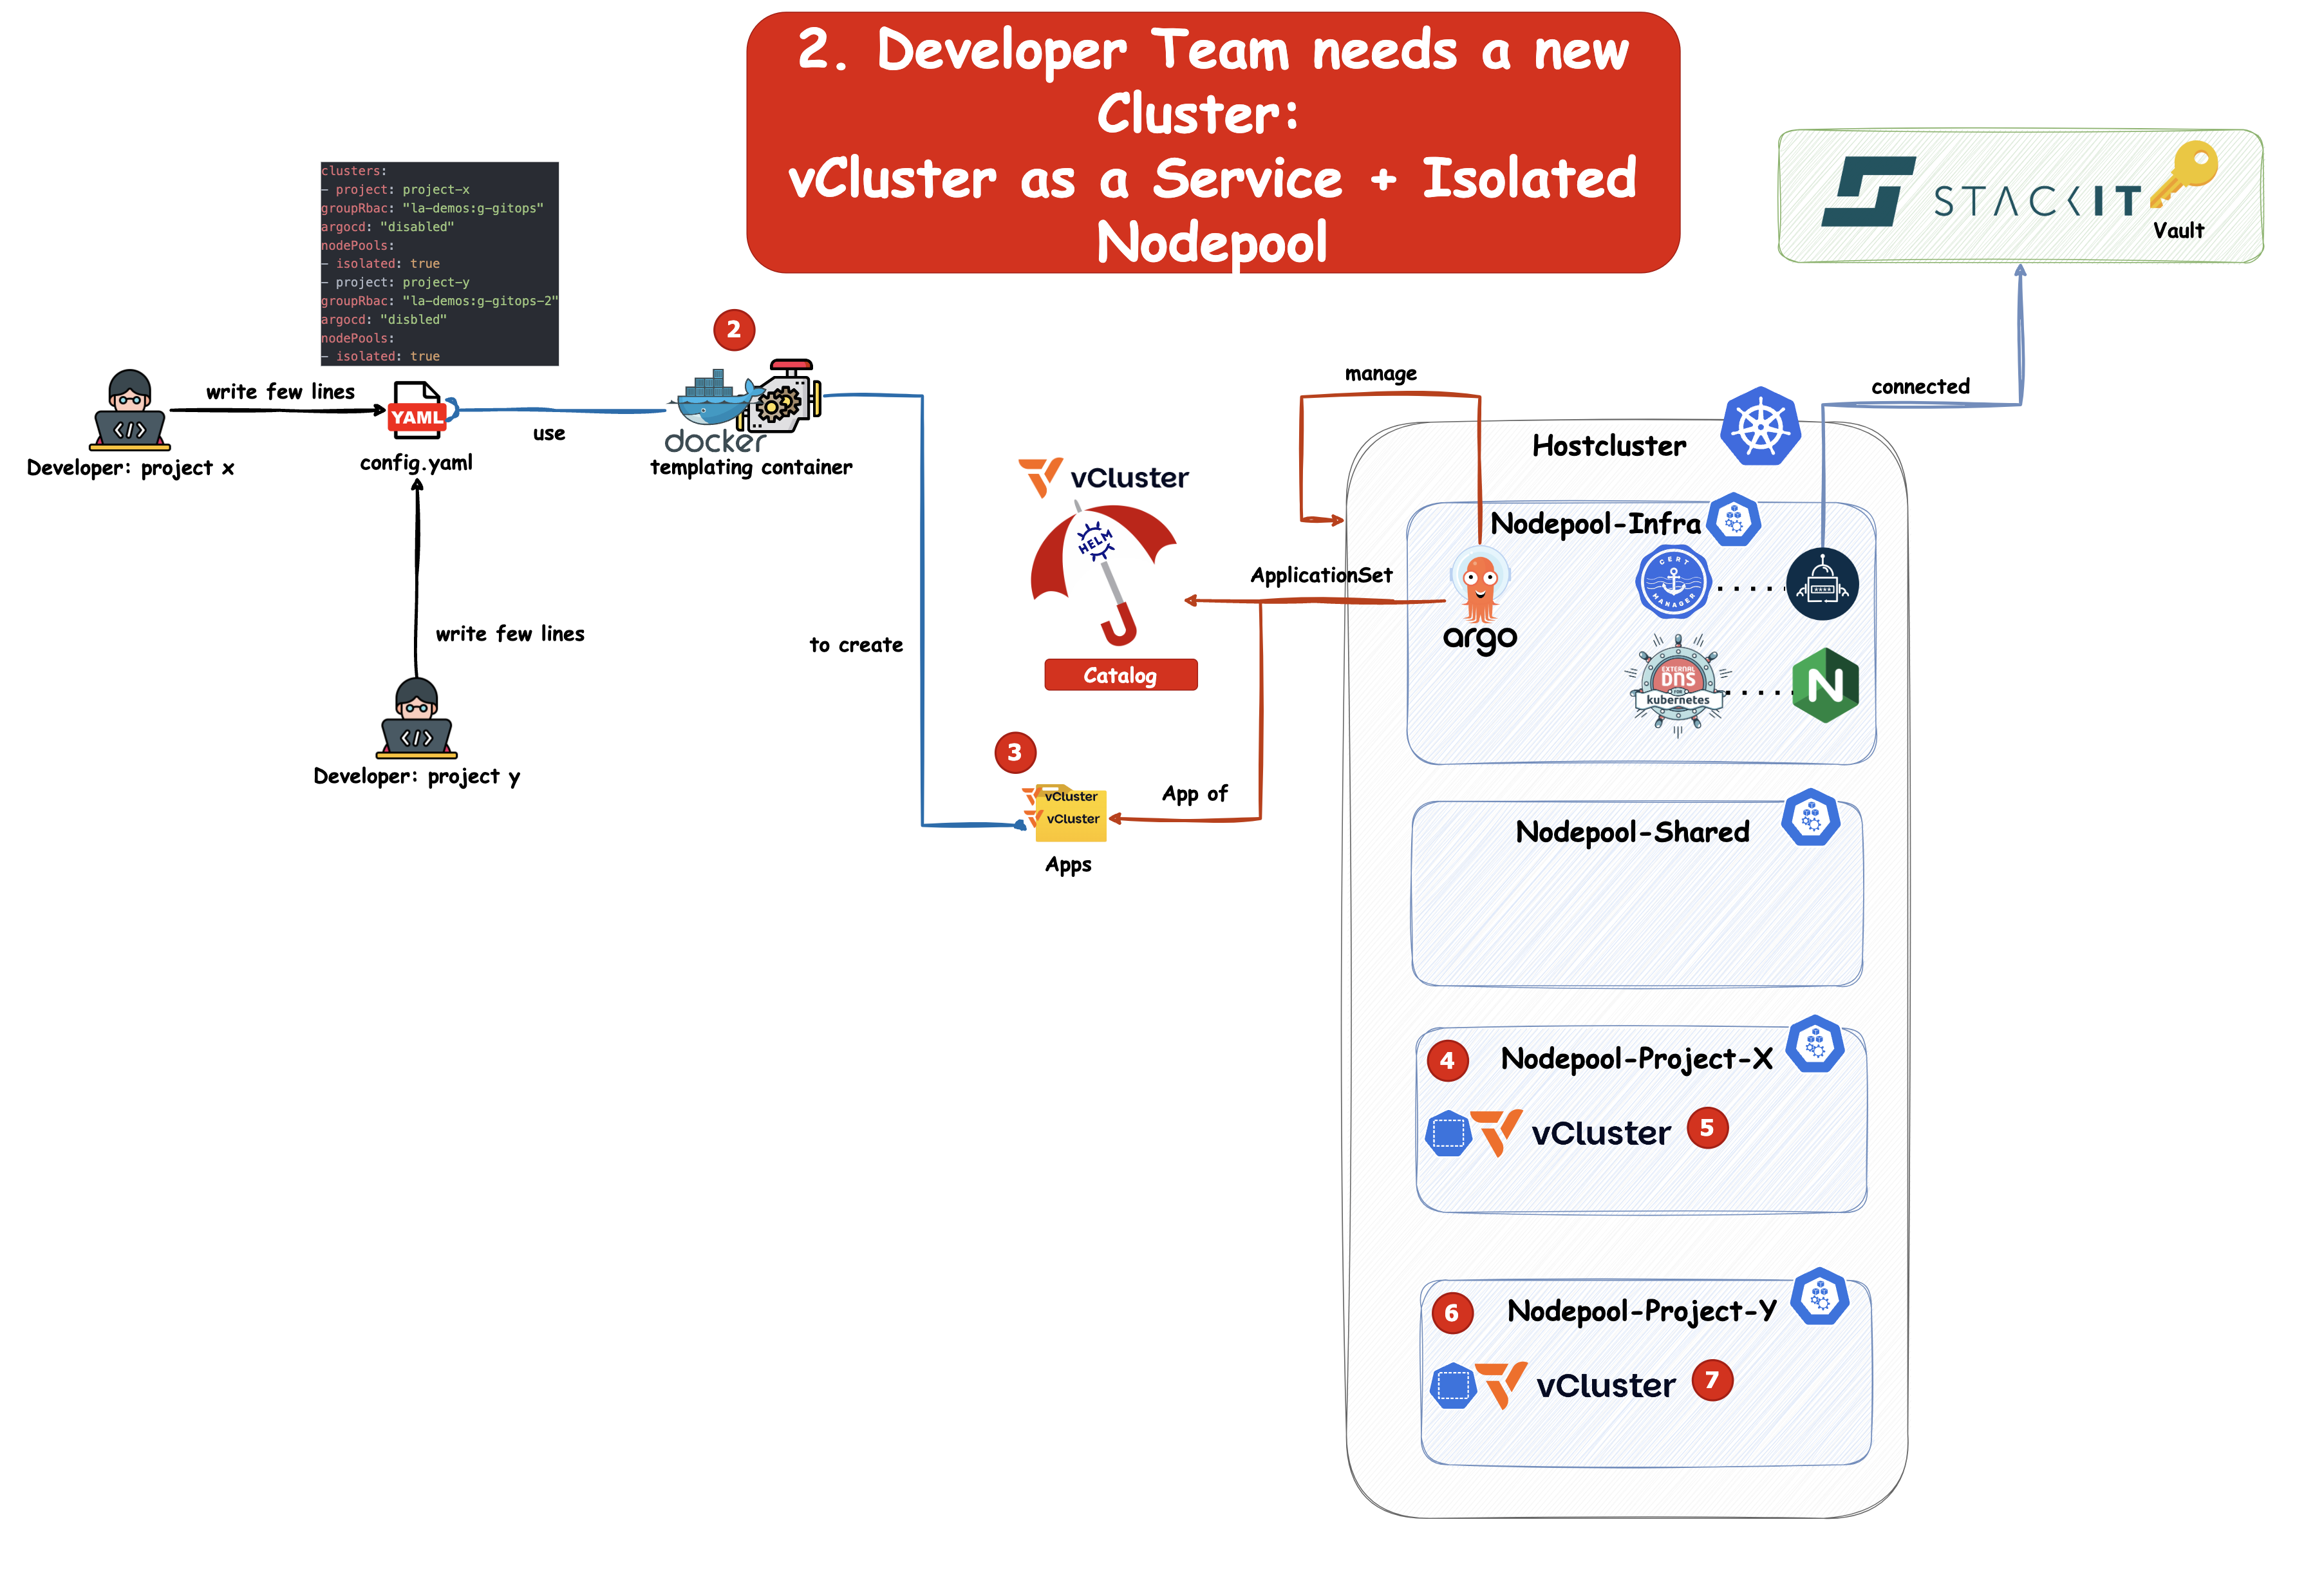 2. Developer Team needs a new
Cluster:
vCluster as a Service + Isolated
Nodepool
STACKIT
Vault
clusters:
- project: project-x
groupRbac: "la-demos:g-gitops"
argocd: "disabled"
nodePools:
- isolated: true
- project: project-y
groupRbac: "la-demos:g-gitops-2"
argocd: "disbled"
nodePools:
- isolated: true
2
write few lines
YAML
use
docker
config.yaml
templating container
</>
Developer: project x
write few lines
</>
Developer: project y
to create
vCluster
HELM
Catalog
3
vCluster
vCluster
Apps
App of
ApplicationSet
manage
connected
Hostcluster
Nodepool-Infra
argo
CERT
MANAGER
****
EXTERNAL
DNS
FOR
kubernetes
N
Nodepool-Shared
4
Nodepool-Project-X
vCluster
5
6
Nodepool-Project-Y
vCluster
7